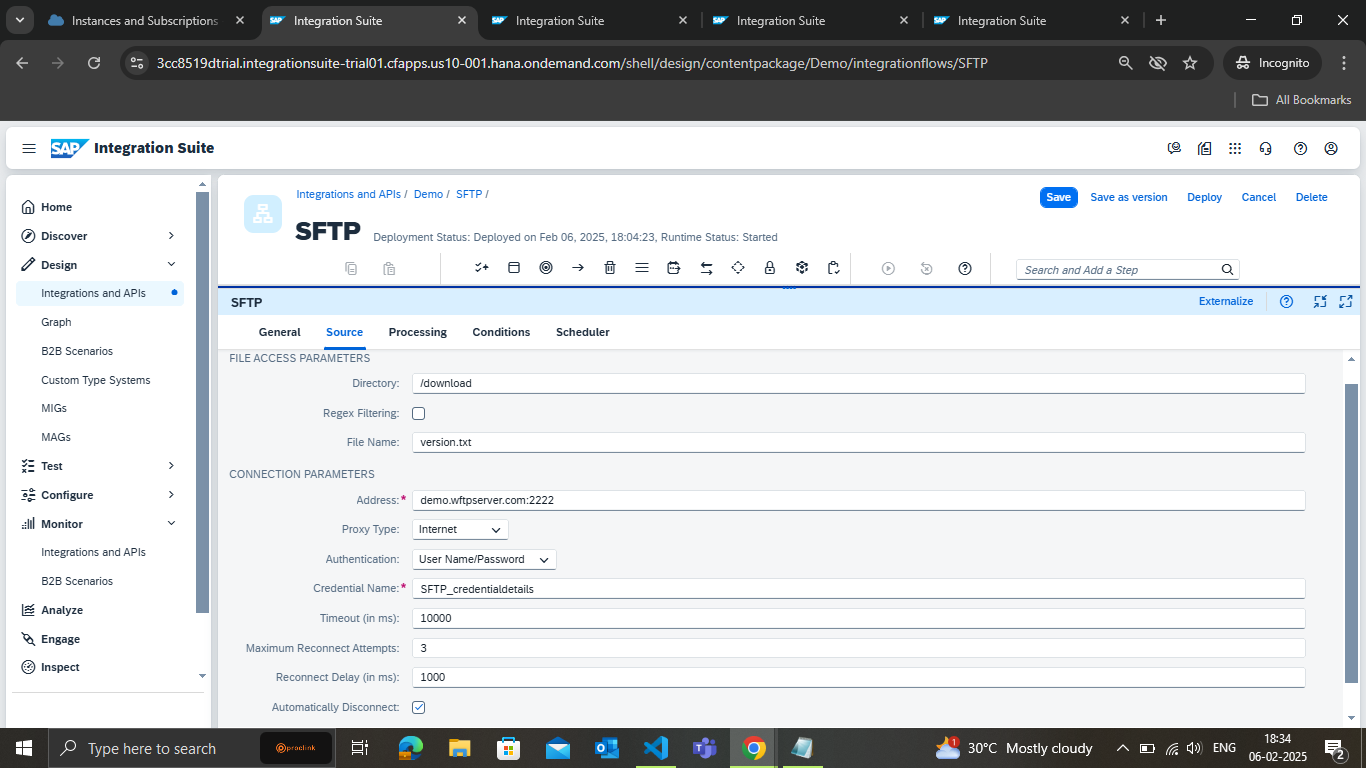 Instances and Subscriptions
Integration Suite
Integration Suite
Integration Suite
Integration Suite
3cc8519dtrial.integrationsuite-trial01.cfapps.us10-001.hana.ondemand.com/shell/design/contentpackage/Demo/integrationflows/SFTP
Incognito
All Bookmarks
SAP Integration Suite
Home
Discover
Design
Integrations and APIs
Graph
B2B Scenarios
Custom Type Systems
MIGs
MAGs
Test
Configure
Monitor
Integrations and APIs
B2B Scenarios
Analyze
Engage
Inspect
Integrations and APIs / Demo / SFTP /
Save Save as version Deploy Cancel Delete
SFTP Deployment Status: Deployed on Feb 06, 2025, 18:04:23, Runtime Status: Started
Search and Add a Step
SFTP Externalize
General Source Processing Conditions Scheduler
FILE ACCESS PARAMETERS
Directory: /download
Regex Filtering:
File Name: version.txt
CONNECTION PARAMETERS
Address:* demo.wftpserver.com:2222
Proxy Type: Internet
Authentication: User Name/Password
Credential Name:* SFTP_credentialdetails
Timeout (in ms): 10000
Maximum Reconnect Attempts: 3
Reconnect Delay (in ms): 1000
Automatically Disconnect:
Type here to search
proclink
1
30°C Mostly cloudy
ENG
18:34
06-02-2025
2